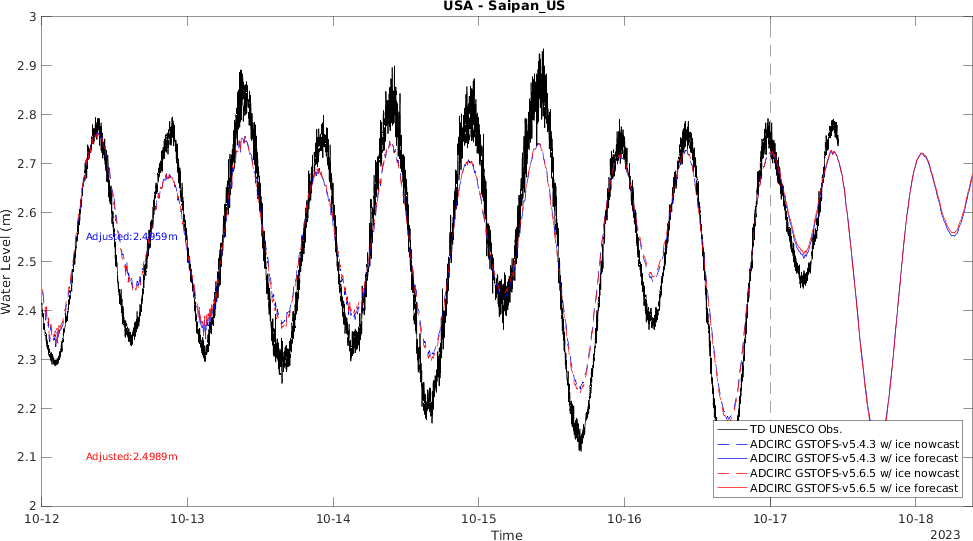 USA - Saipan_US
3
2.9
2.8
2.7
2.6
2.5
2.4
2.3
2.2
2.1
2
Water Level (m)
Adjusted:2.4959m
Adjusted:2.4989m
TD UNESCO Obs.
ADCIRC GSTOFS-v5.4.3 w/ ice nowcast
ADCIRC GSTOFS-v5.4.3 w/ ice forecast
ADCIRC GSTOFS-v5.6.5 w/ ice nowcast
ADCIRC GSTOFS-v5.6.5 w/ ice forecast
10-12 10-13 10-14 10-15 10-16 10-17 10-18
Time
2023